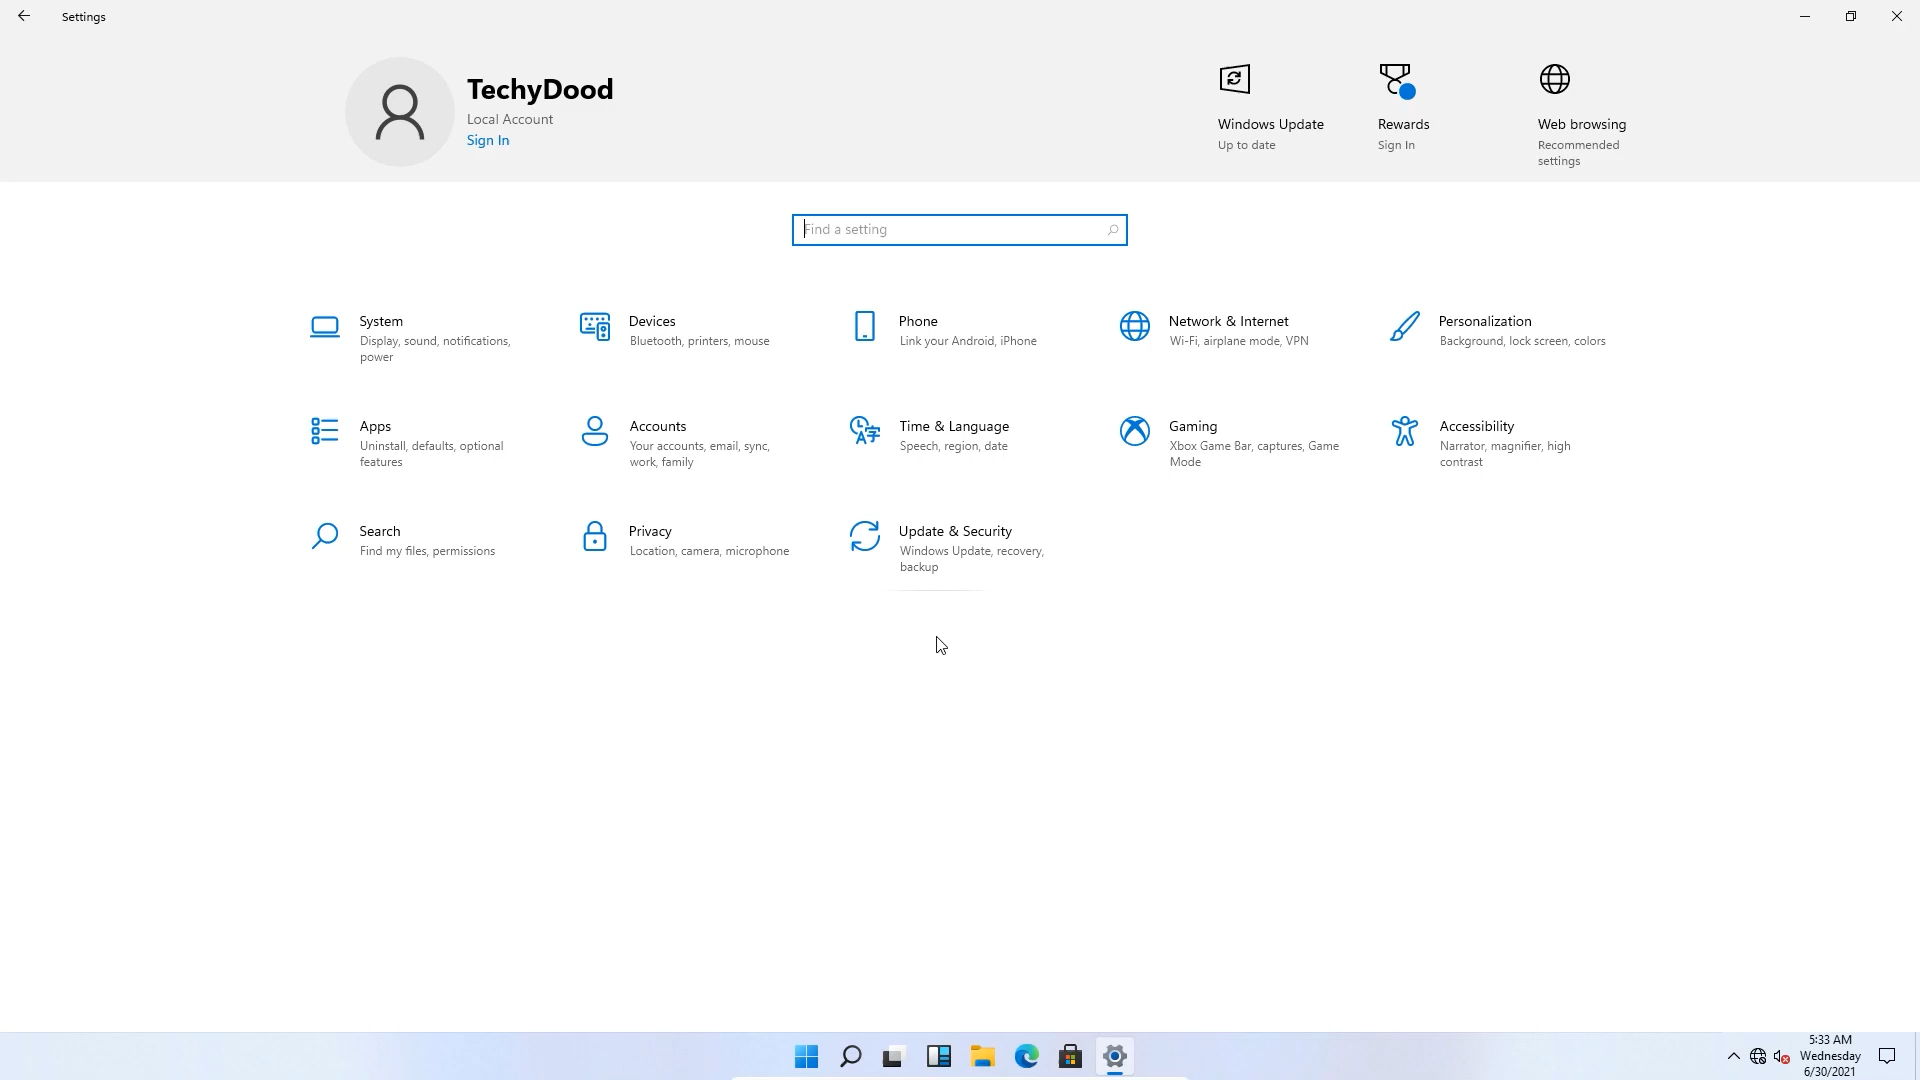 Settings
TechyDood
Local Account
Sign In
Windows Update
Up to date
Rewards
Sign In
Web browsing
Recommended
settings
Find a setting
System
Display, sound, notifications,
power
Devices
Bluetooth, printers, mouse
Phone
Link your Android, iPhone
Network & Internet
Wi-Fi, airplane mode, VPN
Personalization
Background, lock screen, colors
Apps
Uninstall, defaults, optional
features
Accounts
Your accounts, email, sync,
work, family
Time & Language
Speech, region, date
Gaming
Xbox Game Bar, captures, Game
Mode
Accessibility
Narrator, magnifier, high
contrast
Search
Find my files, permissions
Privacy
Location, camera, microphone
Update & Security
Windows Update, recovery,
backup
5:33 AM
Wednesday
6/30/2021